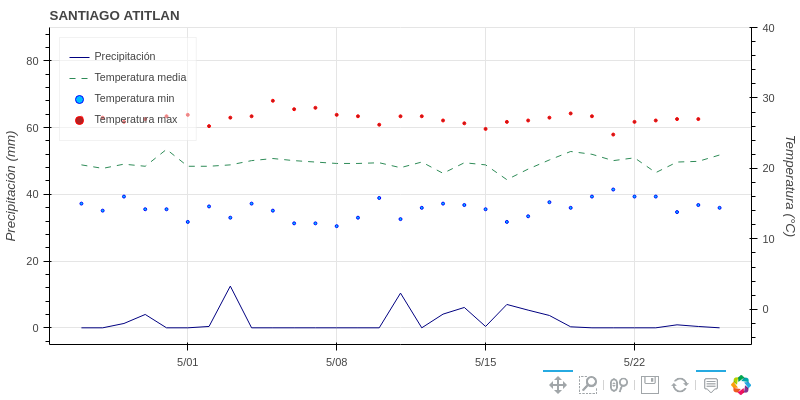 SANTIAGO ATITLAN
Precipitación
Temperatura media
Temperatura min
Temperatura max
Precipitación (mm)
80
60
40
20
0
Temperatura (°C)
40
30
20
10
0
5/01 5/08 5/15 5/22